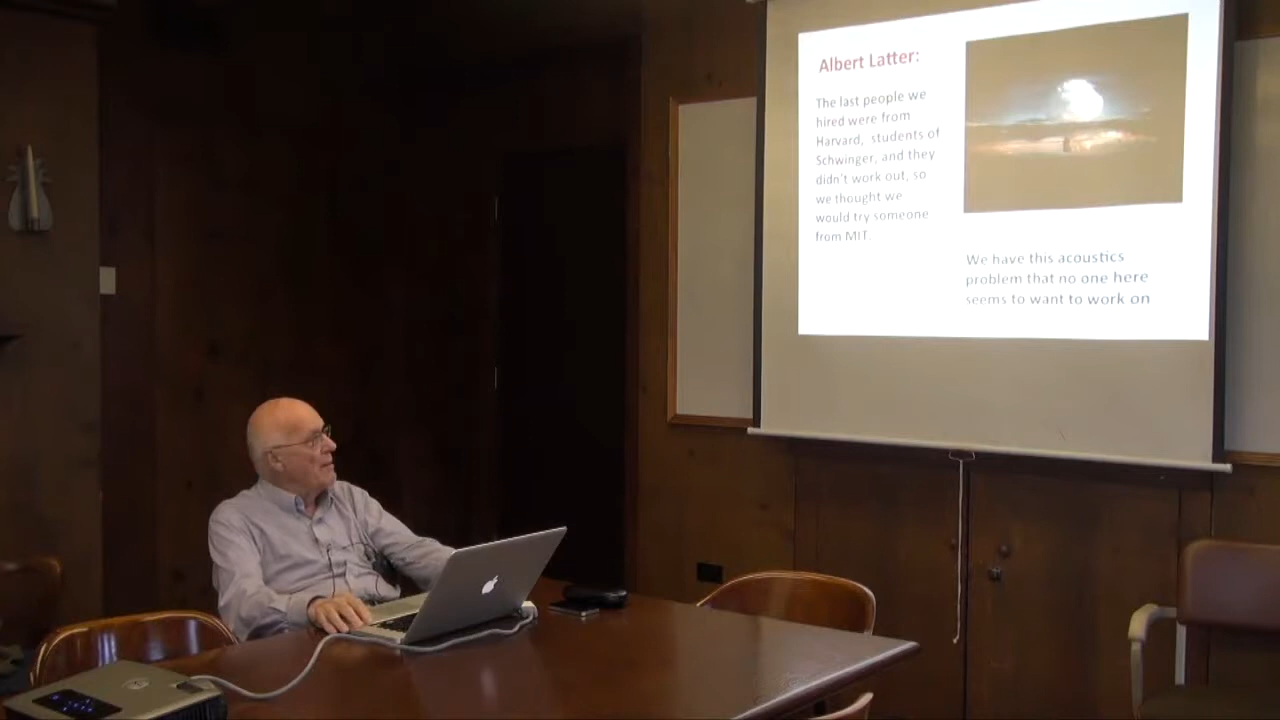 Albert Latter:
The last people we
hired were from
Harvard, students of
Schwinger, and they
didn't work out, so
we thought we
would try someone
from MIT.
We have this acoustics
problem that no one here
seems to want to work on